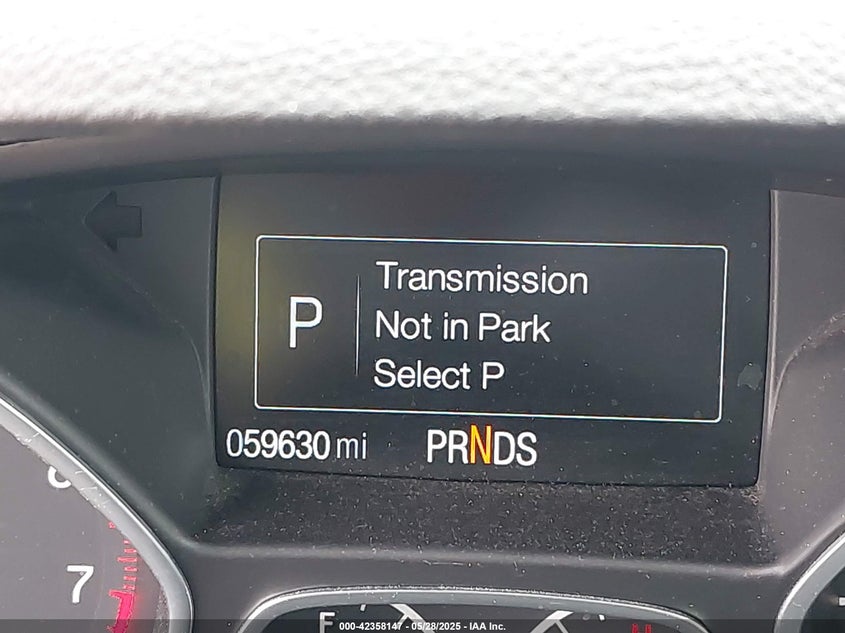 P
Transmission
Not in Park
Select P
059630 mi PRNDS
7
F
000-42358147 - 05/28/2025 - IAA Inc.